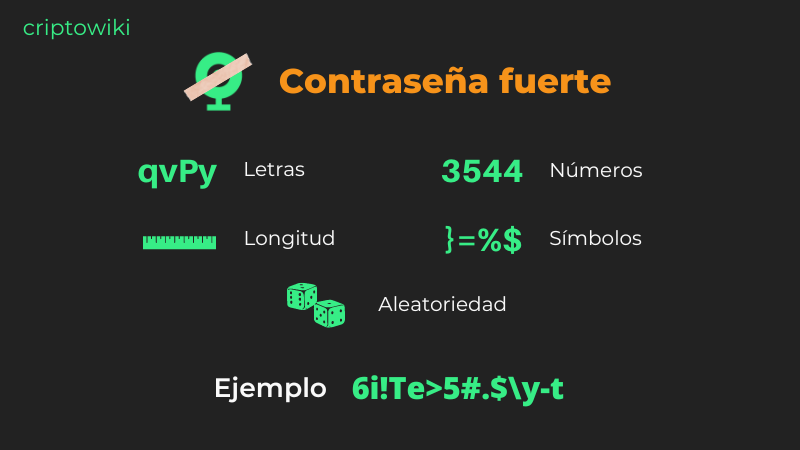 criptowiki
Contraseña fuerte
qvPy Letras
3544 Números
Longitud
}=%$ Símbolos
Aleatoriedad
Ejemplo 6i!Te>5#.$\y-t